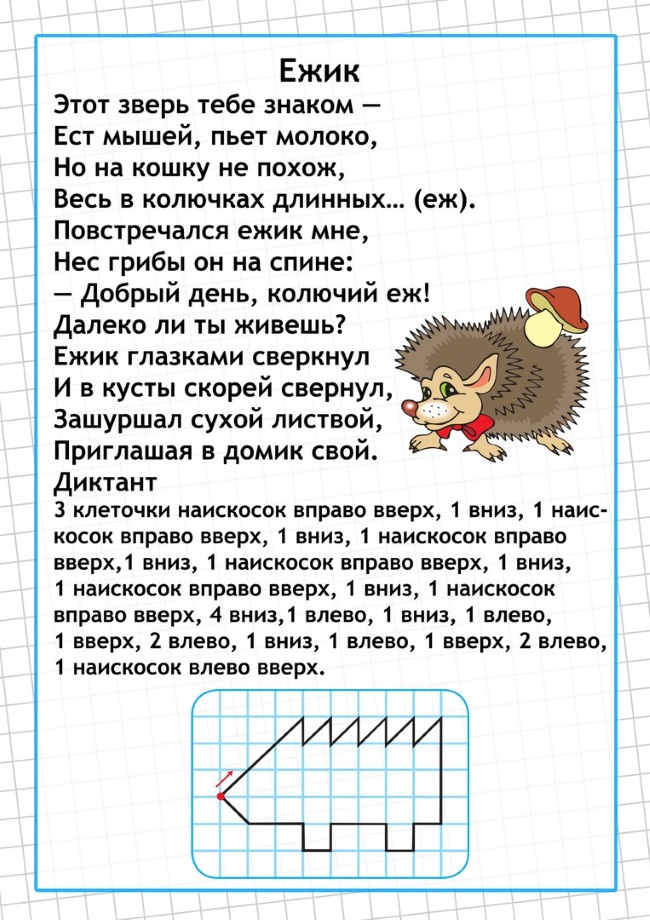 Ежик
Этот зверь тебе знаком —
Ест мышей, пьет молоко,
Но на кошку не похож,
Весь в колючках длинных… (еж).
Повстречался ежик мне,
Нес грибы он на спине:
— Добрый день, колючий еж!
Далеко ли ты живешь?
Ежик глазками сверкнул
И в кусты скорей свернул,
Зашуршал сухой листвой,
Приглашая в домик свой.
Диктант
3 клеточки наискосок вправо вверх, 1 вниз, 1 наис-
косок вправо вверх, 1 вниз, 1 наискосок вправо
вверх,1 вниз, 1 наискосок вправо вверх, 1 вниз,
1 наискосок вправо вверх, 1 вниз, 1 наискосок
вправо вверх, 4 вниз,1 влево, 1 вниз, 1 влево,
1 вверх, 2 влево, 1 вниз, 1 влево, 1 вверх, 2 влево,
1 наискосок влево вверх.